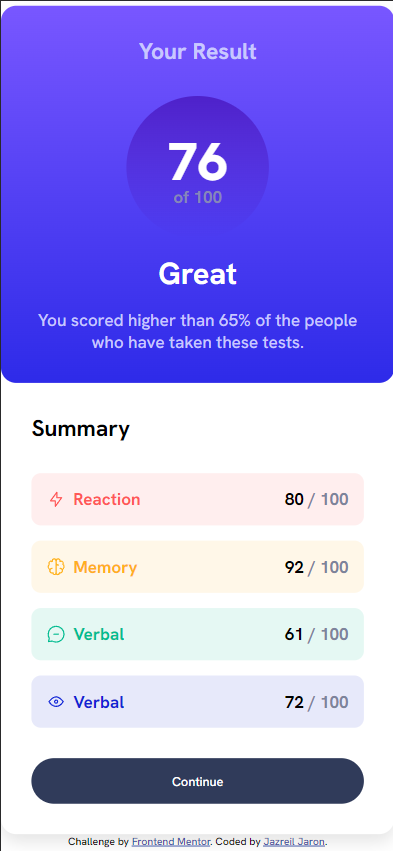 Your Result
76
of 100
Great
You scored higher than 65% of the people
who have taken these tests.
Summary
Reaction 80 / 100
Memory 92 / 100
Verbal 61 / 100
Verbal 72 / 100
Continue
Challenge by Frontend Mentor. Coded by Jazreil Jaron.